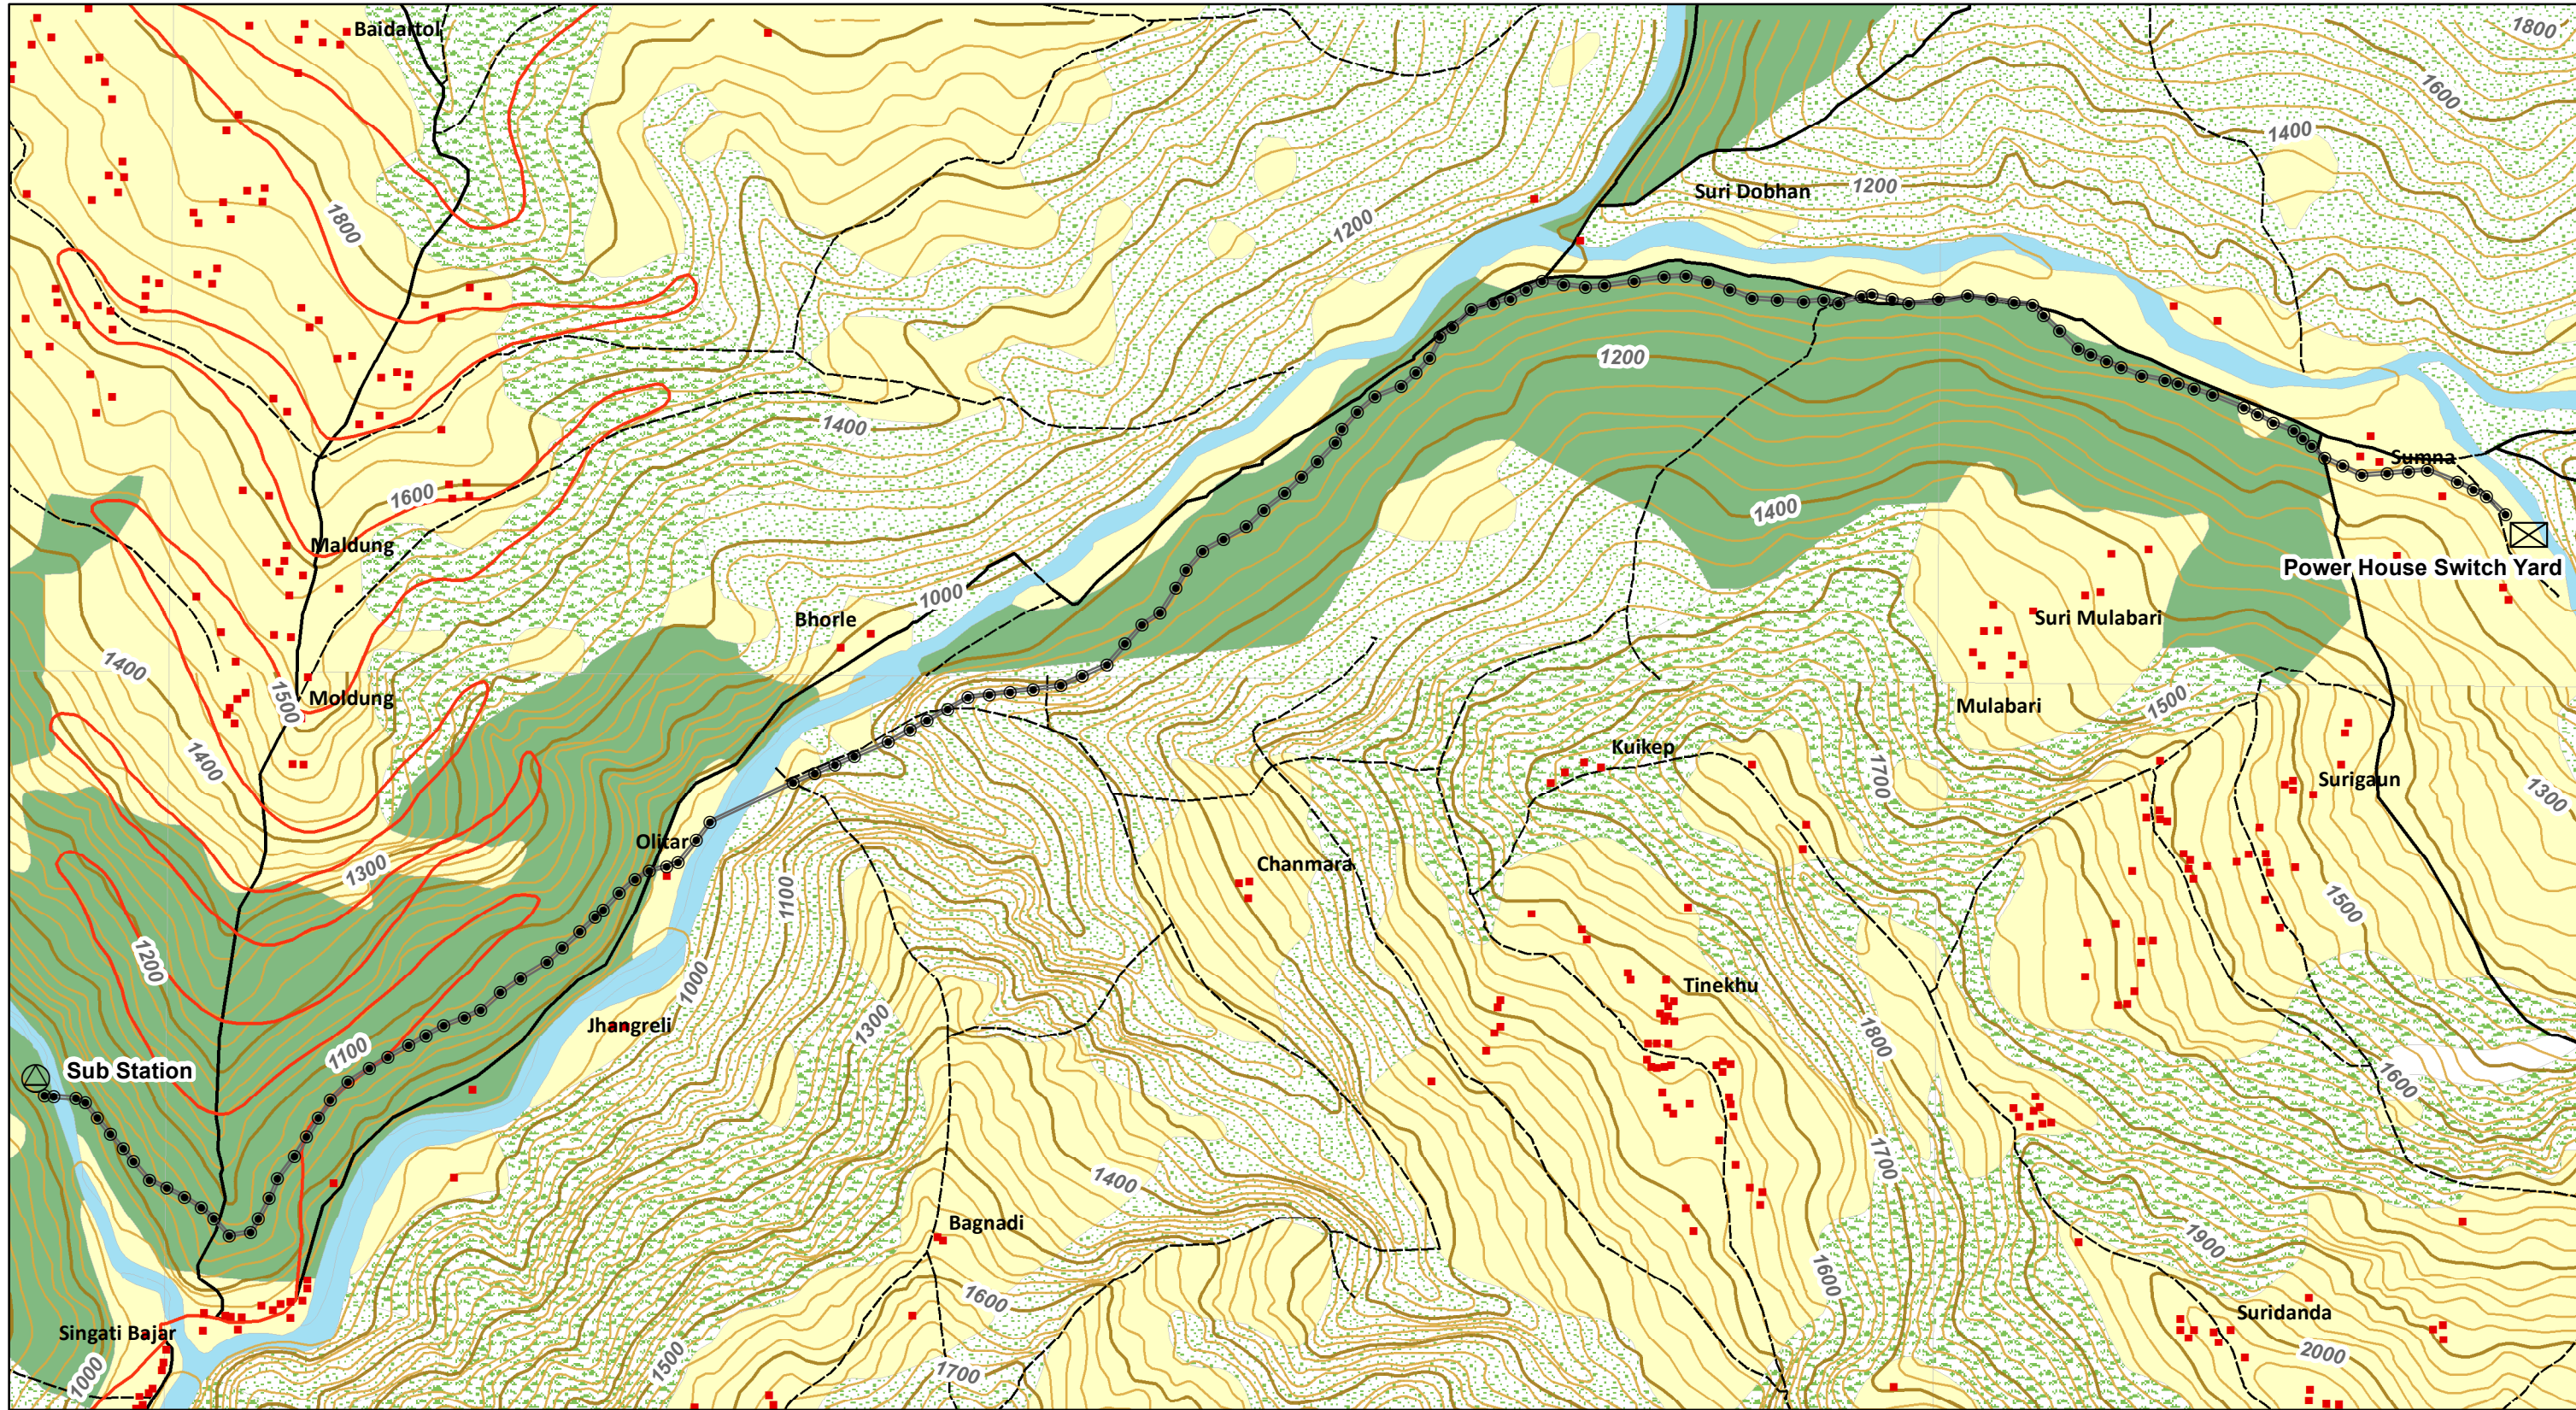 Baidartol
1800
1600
1400
Suri Dobhan
1200
1800
1200
1200
1400
1600
1400
Sumna
Maldung
Power House Switch Yard
1000
Bhorle
Suri Mulabari
1400
1500
Moldung
1500
Mulabari
1400
Kuikep
1700
Surigaun
1300
Olitar
1300
Chanmara
1100
1500
1200
1000
Tinekhu
1300
Jhangreli
1800
1100
Sub Station
1600
1700
1400
Bagnadi
1900
1600
1600
Suridanda
Singati Bajar
1500
2000
1000
1700